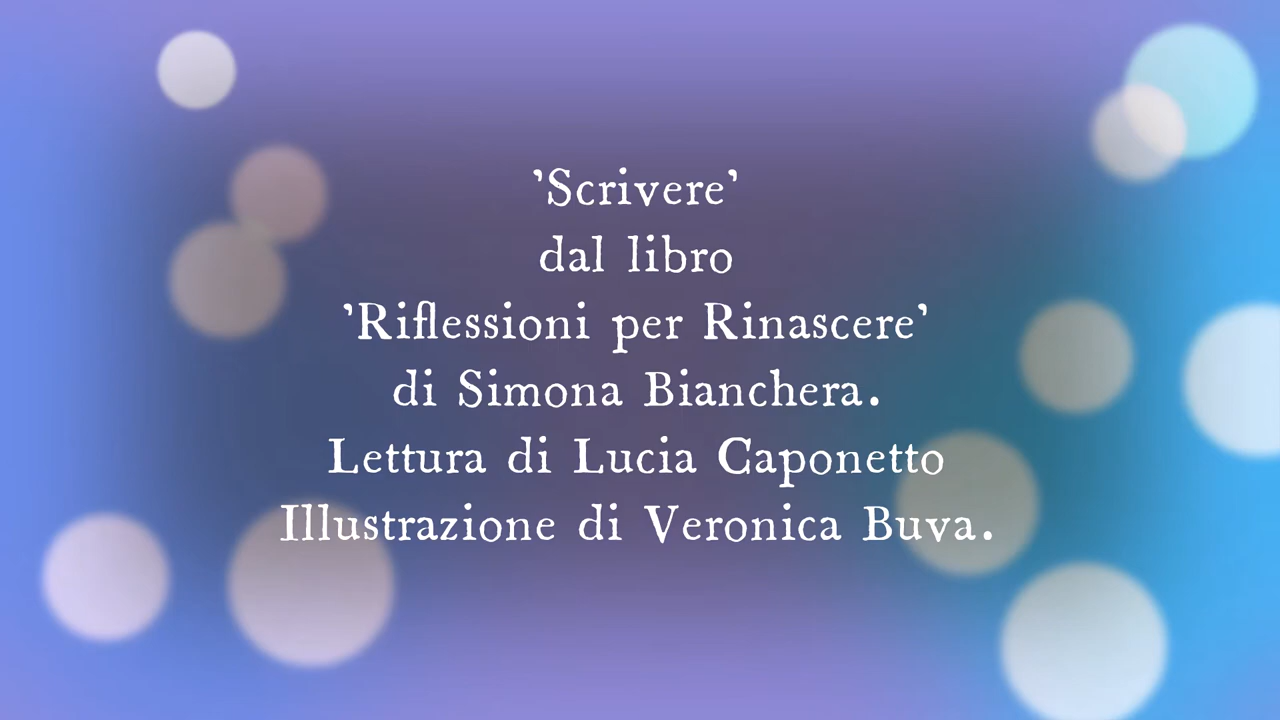 ’Scrivere’
dal libro
’Riflessioni per Rinascere’
di Simona Bianchera.
Lettura di Lucia Caponetto
Illustrazione di Veronica Buva.